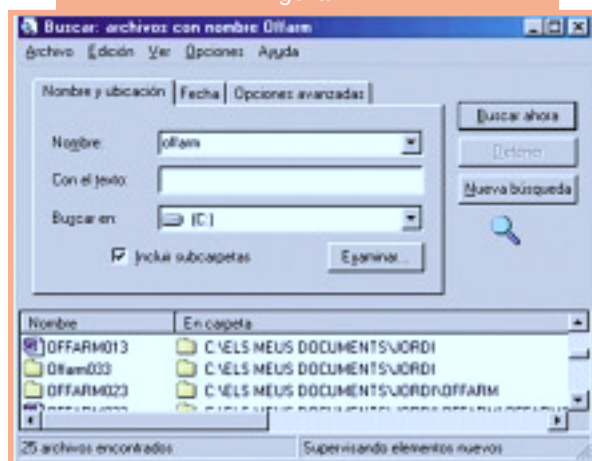 Buscar: archivos con nombre Offarm
Archivo Edición Ver Opciones Ayuda
Nombre y ubicación Fecha Opciones avanzadas
Buscar ahora
Nombre: offarm
Detener
Con el texto:
Nueva búsqueda
Buscar en: (C:)
Incluir subcarpetas Examinar...
Nombre En carpeta
OFFARM013 C:\ELS MEUS DOCUMENTS\JORDI
Offarm033 C:\ELS MEUS DOCUMENTS\JORDI
OFFARM023 C:\ELS MEUS DOCUMENTS\JORDI\OFFARM
25 archivos encontrados Supervisando elementos nuevos